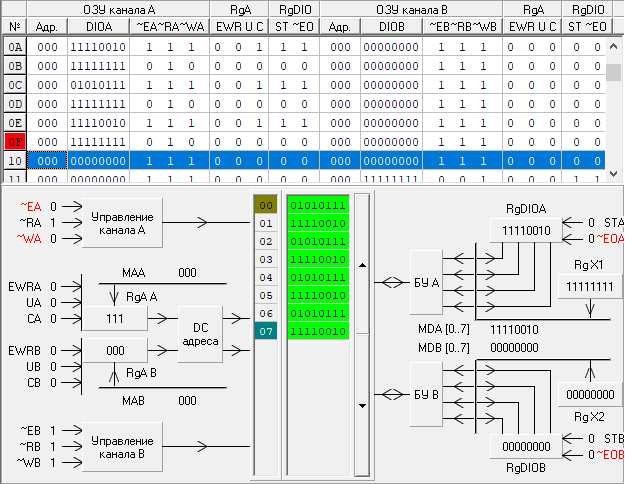 ОЗУ канала A RgA RgDIO ОЗУ канала B RgA RgDIO
№ Адр. DIOA ~EA~RA~WA EWR U C ST ~EO Адр. DIOB ~EB~RB~WB EWR U C ST ~EO
0A 000 11110010 1 1 1 0 0 1 1 1 000 00000000 1 1 1 0 0 0 0 0
0B 000 11111111 0 1 0 0 0 0 0 0 000 00000000 1 1 1 0 0 0 0 0
0C 000 01010111 1 1 1 0 0 1 1 1 000 00000000 1 1 1 0 0 0 0 0
0D 000 11111111 0 1 0 0 0 0 0 0 000 00000000 1 1 1 0 0 0 0 0
0E 000 11110010 1 1 1 0 0 1 1 1 000 00000000 1 1 1 0 0 0 0 0
0F 000 11111111 0 1 0 0 0 0 0 0 000 00000000 1 1 1 0 0 0 0 0
10 000 00000000 1 1 1 0 0 0 0 0 000 00000000 1 1 1 0 0 0 0 0
11 000 00000000 1 1 1 0 0 0 0 0 000 11111111 0 1 0 0 0 0 1 1
~EA 0
~RA 1
~WA 0
Управление
канала A
MAA 000
EWRA 0
UA 0
CA 0
RgA A
111
DC
адреса
EWRB 0
UB 0
CB 0
000
RgA B
MAB 000
~EB 1
~RB 1
~WB 1
Управление
канала B
00 01010111
01 11110010
02 01010111
03 11110010
04 01010111
05 11110010
06 01010111
07 11110010
RgDIOA
11110010
0 STA
0 ~EOA
БУ A
RgX1
11111111
MDA [0..7] 11110010
MDB [0..7] 00000000
БУ B
00000000
RgX2
00000000
RgDIOB
0 STB
0 ~EOB